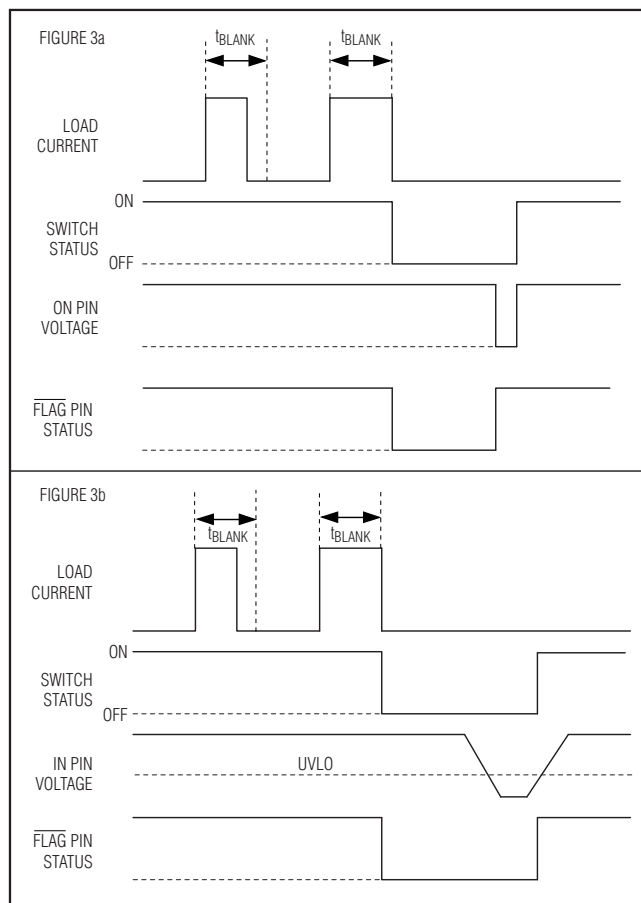 FIGURE 3a
tBLANK
tBLANK
LOAD
CURRENT
ON
SWITCH
STATUS
OFF
ON PIN
VOLTAGE
FLAG PIN
STATUS
FIGURE 3b
tBLANK
tBLANK
LOAD
CURRENT
ON
SWITCH
STATUS
OFF
IN PIN
VOLTAGE
UVLO
FLAG PIN
STATUS